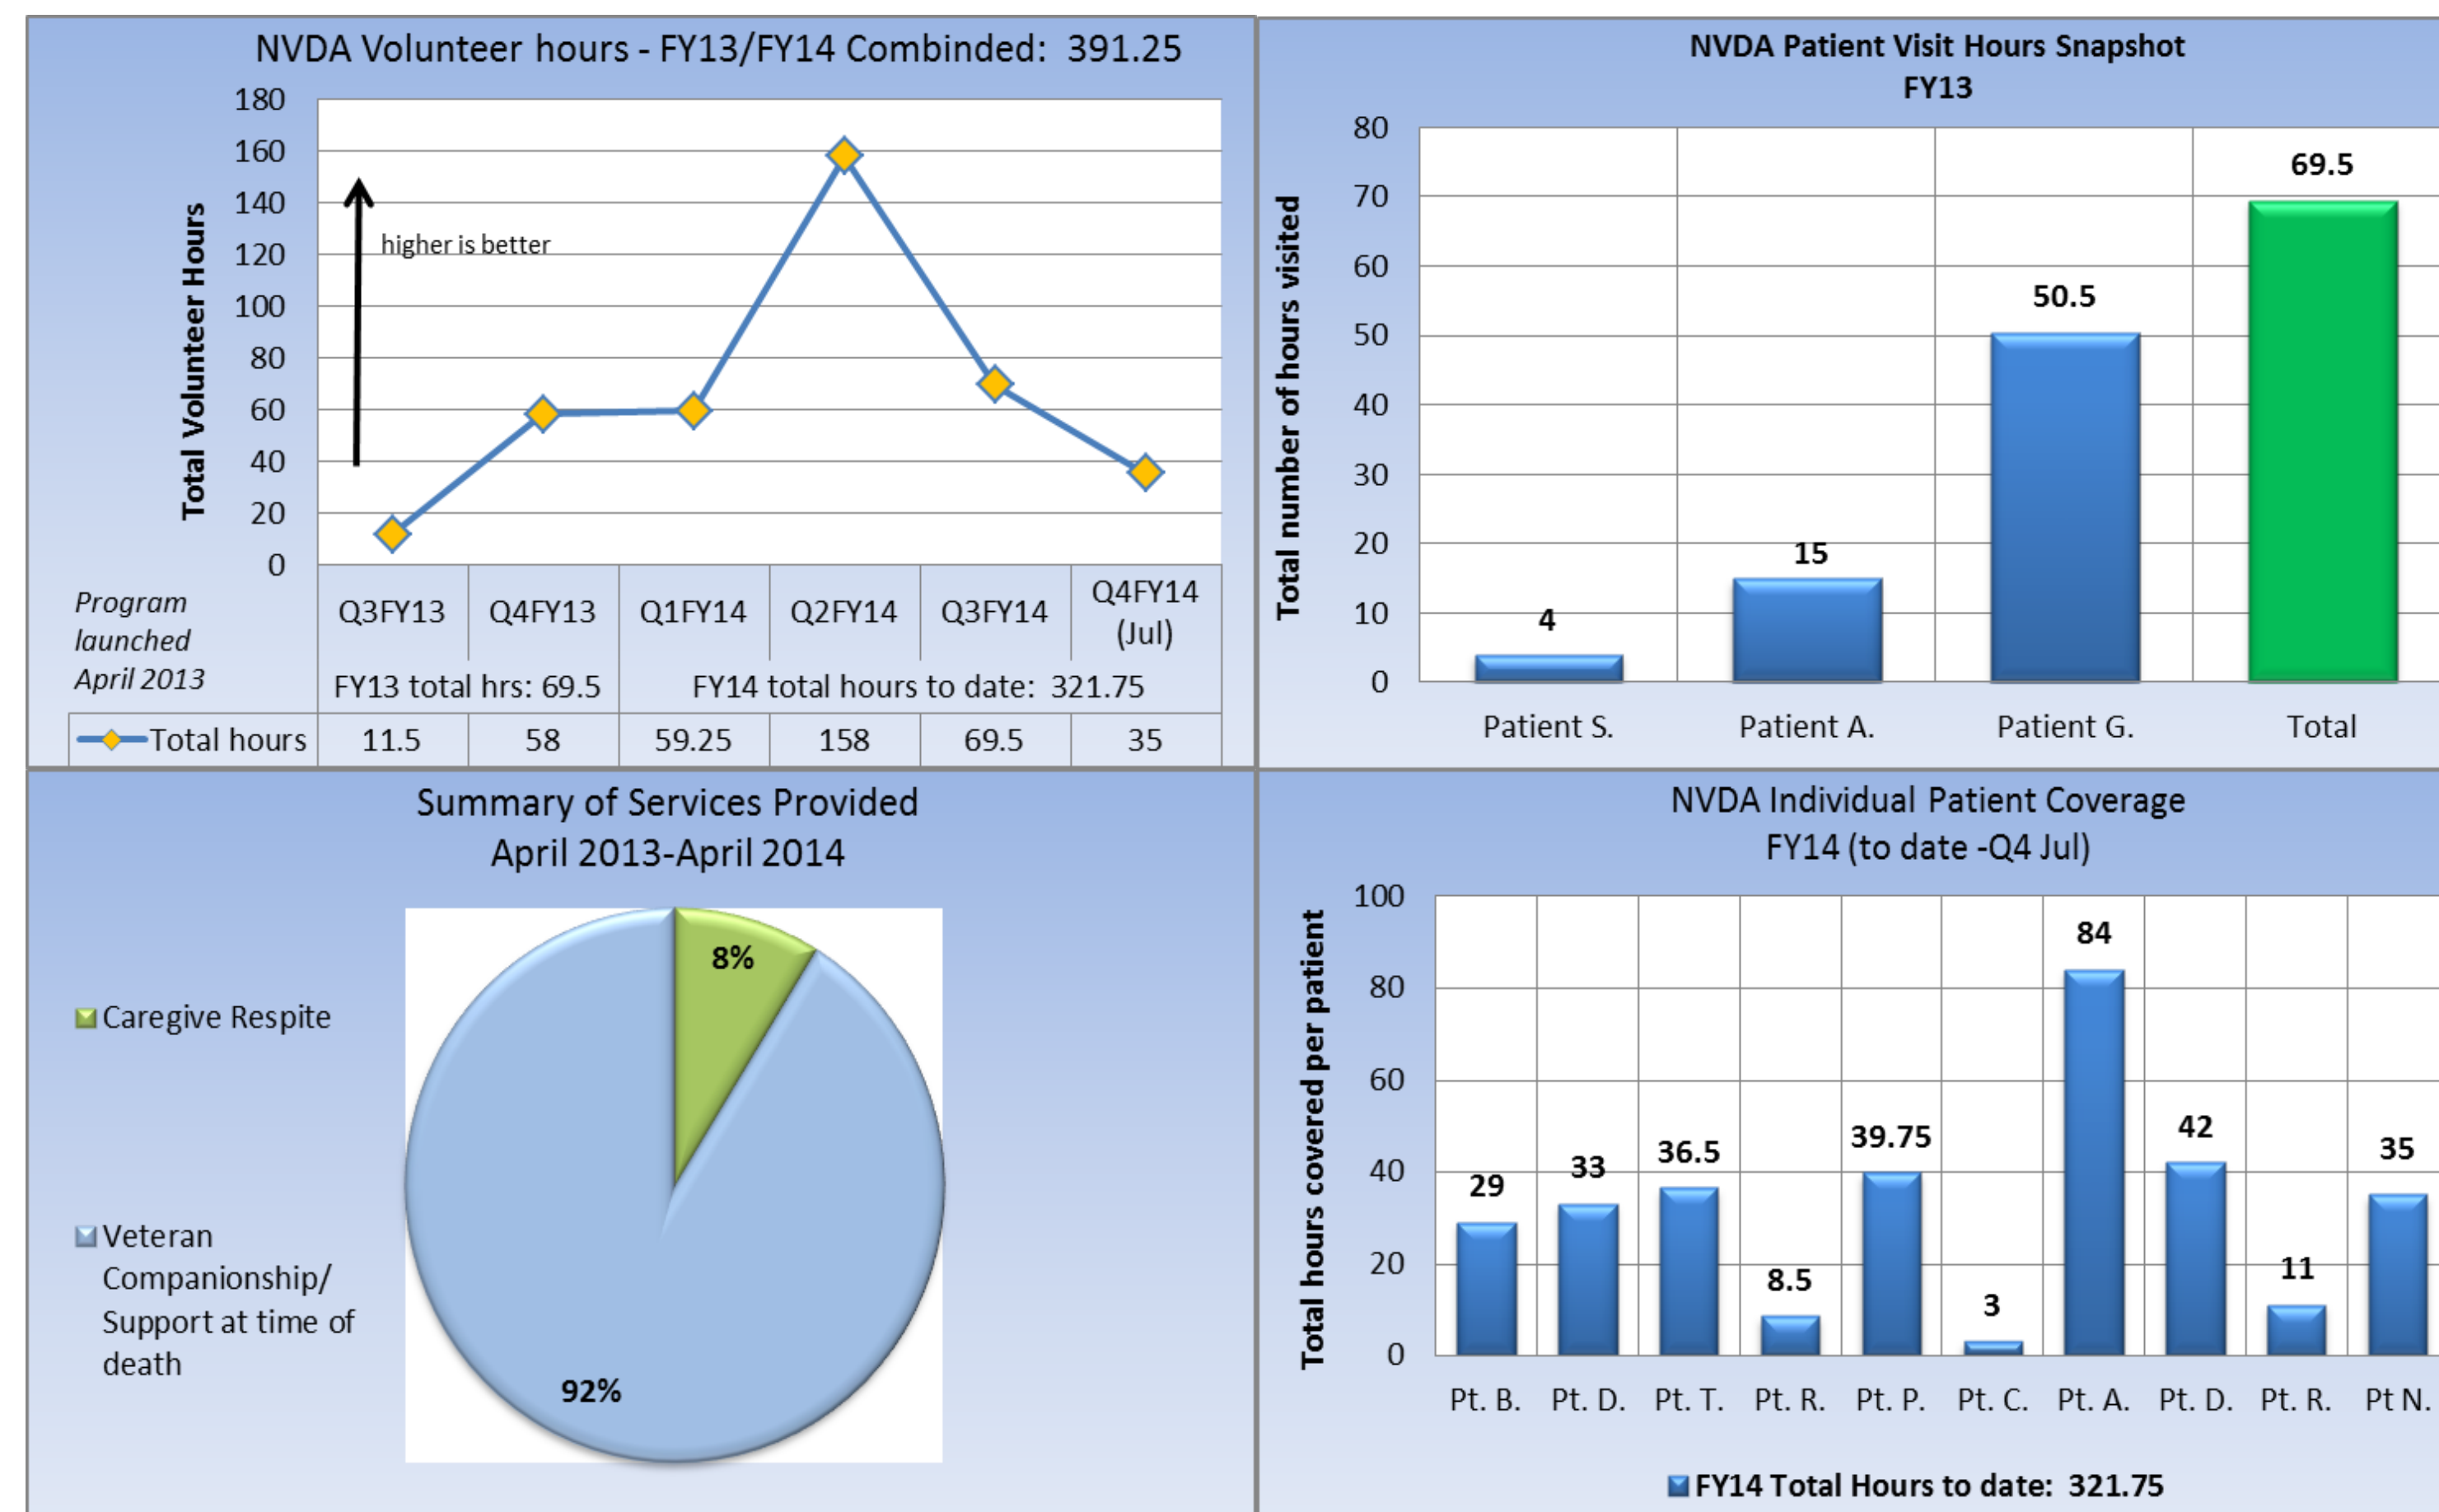 NVDA Volunteer hours - FY13/FY14 Combinded: 391.25
180
160
140
120
100
80
60
40
20
0
Total Volunteer Hours
higher is better
Program
launched
April 2013
Q3FY13 Q4FY13 Q1FY14 Q2FY14 Q3FY14 Q4FY14
(Jul)
FY13 total hrs: 69.5 FY14 total hours to date: 321.75
Total hours 11.5 58 59.25 158 69.5 35
NVDA Patient Visit Hours Snapshot
FY13
Total number of hours visited
80
70
60
50
40
30
20
10
0
4
15
50.5
69.5
Patient S. Patient A. Patient G. Total
Summary of Services Provided
April 2013-April 2014
Caregive Respite
Veteran
Companionship/
Support at time of
death
8%
92%
NVDA Individual Patient Coverage
FY14 (to date -Q4 Jul)
Total hours covered per patient
100
80
60
40
20
0
29
33
36.5
8.5
39.75
3
84
42
11
35
Pt. B. Pt. D. Pt. T. Pt. R. Pt. P. Pt. C. Pt. A. Pt. D. Pt. R. Pt N.
FY14 Total Hours to date: 321.75